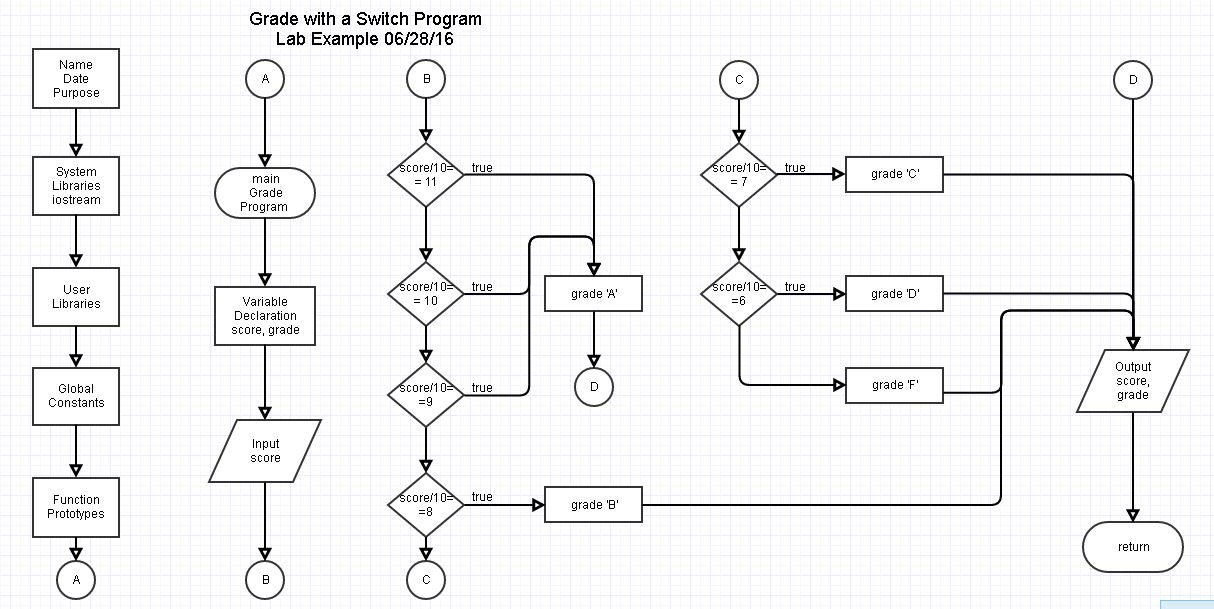 Grade with a Switch Program
Lab Example 06/28/16
Name
Date
Purpose
System
Libraries
iostream
User
Libraries
Global
Constants
Function
Prototypes
A
A
main
Grade
Program
Variable
Declaration
score, grade
Input
score
B
B
score/10=
= 11
true
score/10=
= 10
true
grade 'A'
D
score/10=
=9
true
score/10=
=8
true
grade 'B'
C
C
score/10=
= 7
true
grade 'C'
score/10=
=6
true
grade 'D'
grade 'F'
D
Output
score,
grade
return